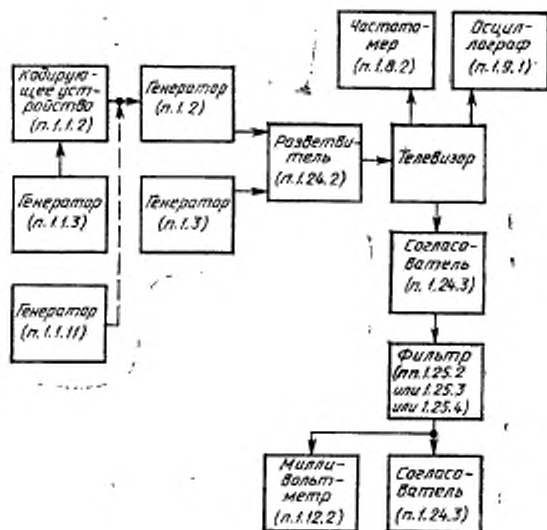 Частото-
мер
(п.1.8.2)
Осцил-
лограф
(п.1.9.1)
Кодирую-
щее уст-
ройство
(п.1.1.2)
Генератор
(п.1.2)
Разветви-
тель
(п.1.24.2)
Телевизор
Генератор
(п.1.1.3)
Генератор
(п.1.3)
Согласо-
ватель
(п.1.24.3)
Генератор
(п.1.1.11)
Фильтр
(пп.1.25.2
или 1.25.3
или 1.25.4)
Милли-
вольт-
метр
(п.1.12.2)
Согласо-
ватель
(п.1.24.3)